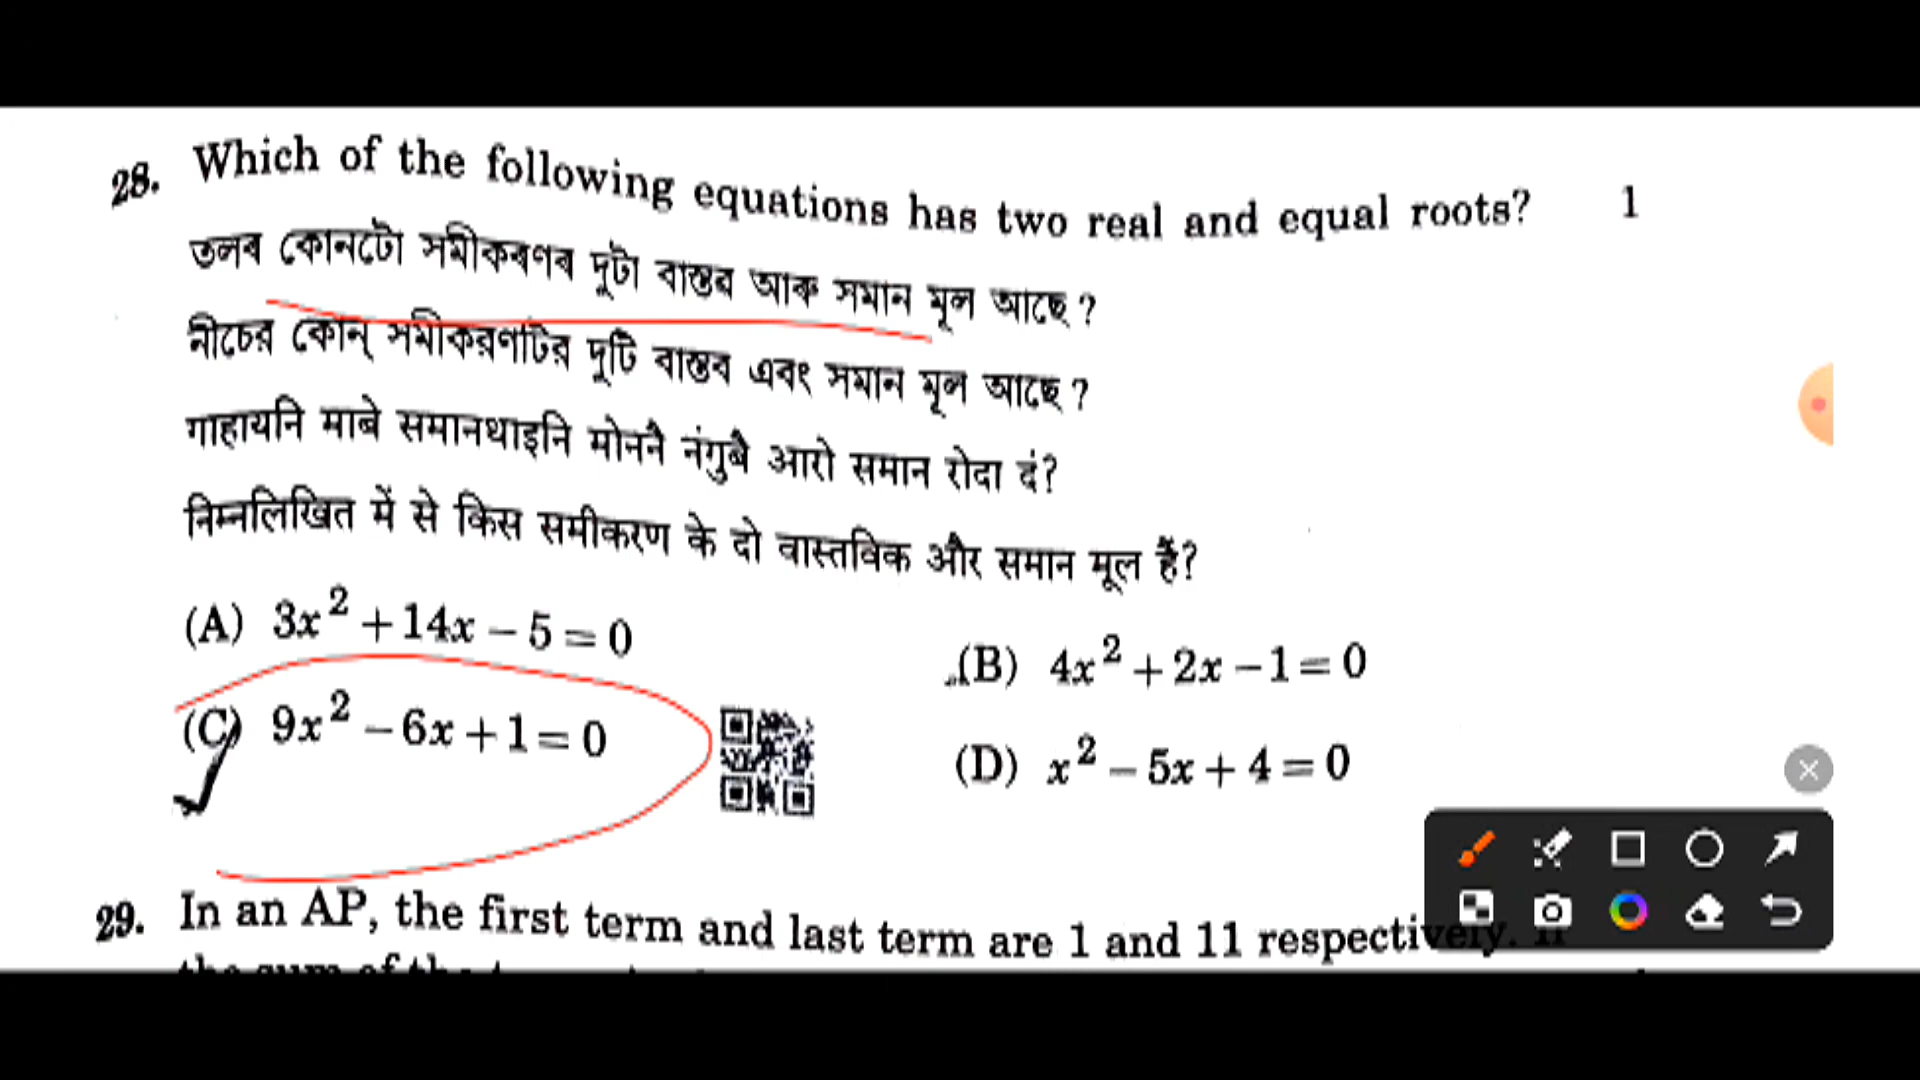 28. Which of the following equations has two real and equal roots? 1
তলৰ কোনটো সমীকৰণৰ দুটা বাস্তৱ আৰু সমান মূল আছে ?
নীচের কোন্ সমীকরণটির দুটি বাস্তব এবং সমান মূল আছে ?
गाहायनि माबे समानथाइनि मोननै नंगुबै आरो समान रोदा दं?
निम्नलिखित में से किस समीकरण के दो वास्तविक और समान मूल हैं?
(A) 3x² + 14x − 5 = 0
(B) 4x² + 2x − 1 = 0
(C) 9x² − 6x + 1 = 0
(D) x² − 5x + 4 = 0
29. In an AP, the first term and last term are 1 and 11 respectively.